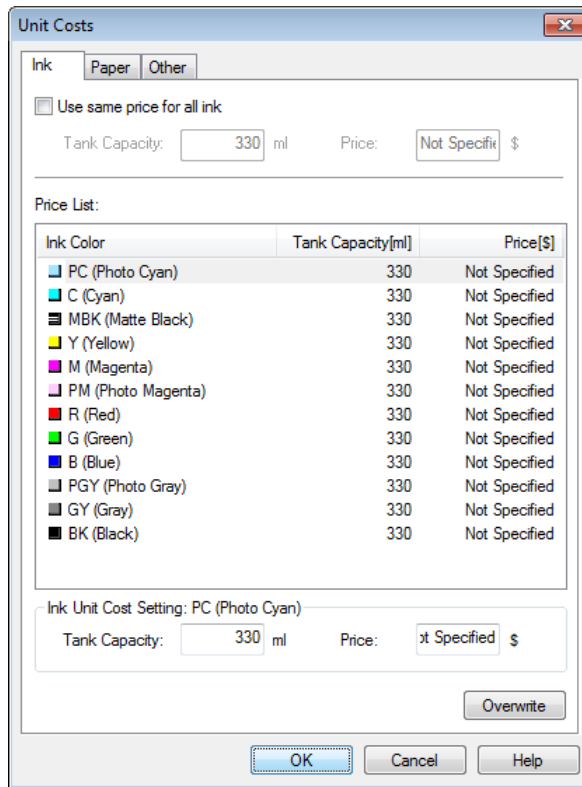 Unit Costs
Ink Paper Other
Use same price for all ink
Tank Capacity: 330 ml Price: Not Specifi $
Price List:
Ink Color Tank Capacity[ml] Price[$]
PC (Photo Cyan) 330 Not Specified
C (Cyan) 330 Not Specified
MBK (Matte Black) 330 Not Specified
Y (Yellow) 330 Not Specified
M (Magenta) 330 Not Specified
PM (Photo Magenta) 330 Not Specified
R (Red) 330 Not Specified
G (Green) 330 Not Specified
B (Blue) 330 Not Specified
PGY (Photo Gray) 330 Not Specified
GY (Gray) 330 Not Specified
BK (Black) 330 Not Specified
Ink Unit Cost Setting: PC (Photo Cyan)
Tank Capacity: 330 ml Price: ot Specified $
Overwrite
OK Cancel Help